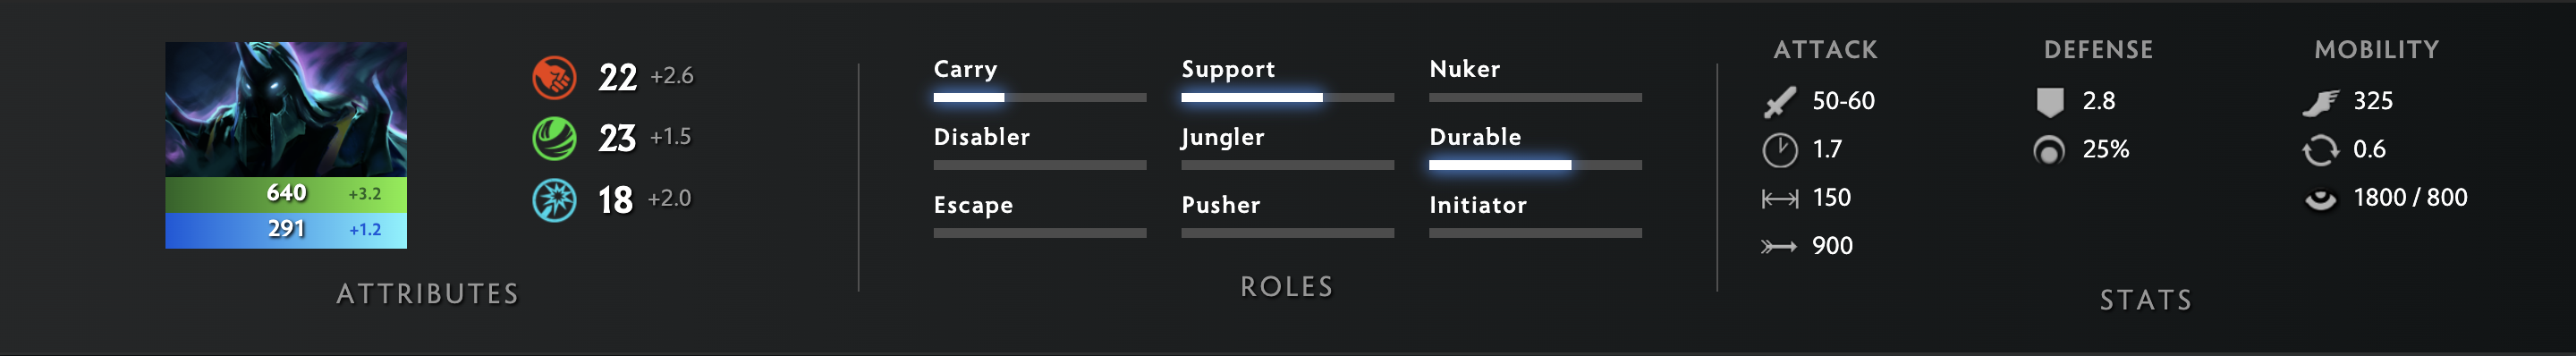 640 +3.2
291 +1.2
22 +2.6
23 +1.5
18 +2.0
ATTRIBUTES
Carry Support Nuker
Disabler Jungler Durable
Escape Pusher Initiator
ROLES
ATTACK DEFENSE MOBILITY
50-60 2.8 325
1.7 25% 0.6
150 1800 / 800
900
STATS